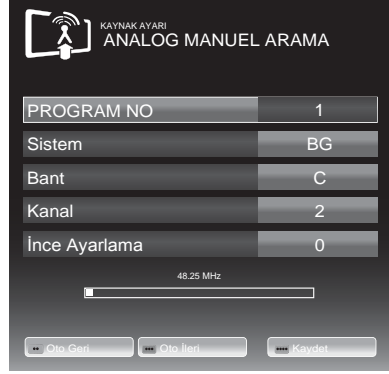 KAYNAK AYARI
ANALOG MANUEL ARAMA
PROGRAM NO 1
Sistem BG
Bant C
Kanal 2
İnce Ayarlama 0
48.25 MHz
Oto Geri Oto İleri Kaydet